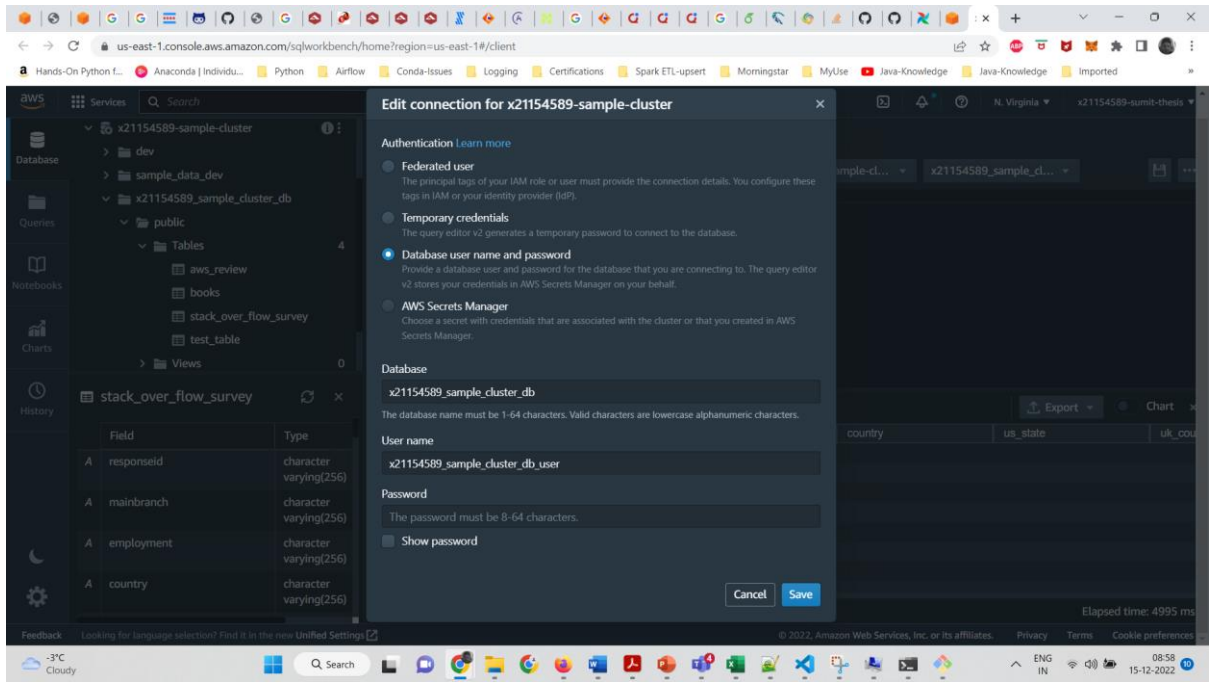 us-east-1.console.aws.amazon.com/sqlworkbench/home?region=us-east-1#/client
Hands-On Python f... Anaconda | Individu... Python Airflow Conda-Issues Logging Certifications Spark ETL-upsert Morningstar MyUse Java-Knowledge Java-Knowledge Imported
aws Services Search
N. Virginia x21154589-sumit-thesis
Database
Queries
Notebooks
Charts
History
x21154589-sample-cluster
dev
sample_data_dev
x21154589_sample_cluster_db
public
Tables 4
aws_review
books
stack_over_flow_survey
test_table
Views 0
stack_over_flow_survey
Field Type
A responseid character varying(256)
A mainbranch character varying(256)
A employment character varying(256)
A country character varying(256)
Edit connection for x21154589-sample-cluster
Authentication Learn more
Federated user
The principal tags of your IAM role or user must provide the connection details. You configure these
tags in IAM or your identity provider (IdP).
Temporary credentials
The query editor v2 generates a temporary password to connect to the database.
Database user name and password
Provide a database user and password for the database that you are connecting to. The query editor
v2 stores your credentials in AWS Secrets Manager on your behalf.
AWS Secrets Manager
Choose a secret with credentials that are associated with the cluster or that you created in AWS
Secrets Manager.
Database
x21154589_sample_cluster_db
The database name must be 1-64 characters. Valid characters are lowercase alphanumeric characters.
User name
x21154589_sample_cluster_db_user
Password
The password must be 8-64 characters.
Show password
Cancel Save
mple-cl... x21154589_sample_cl...
Export Chart
country us_state uk_cou
Elapsed time: 4995 ms
Feedback Looking for language selection? Find it in the new Unified Settings © 2022, Amazon Web Services, Inc. or its affiliates. Privacy Terms Cookie preferences
-3°C
Cloudy
Search
ENG
IN
08:58
15-12-2022
10